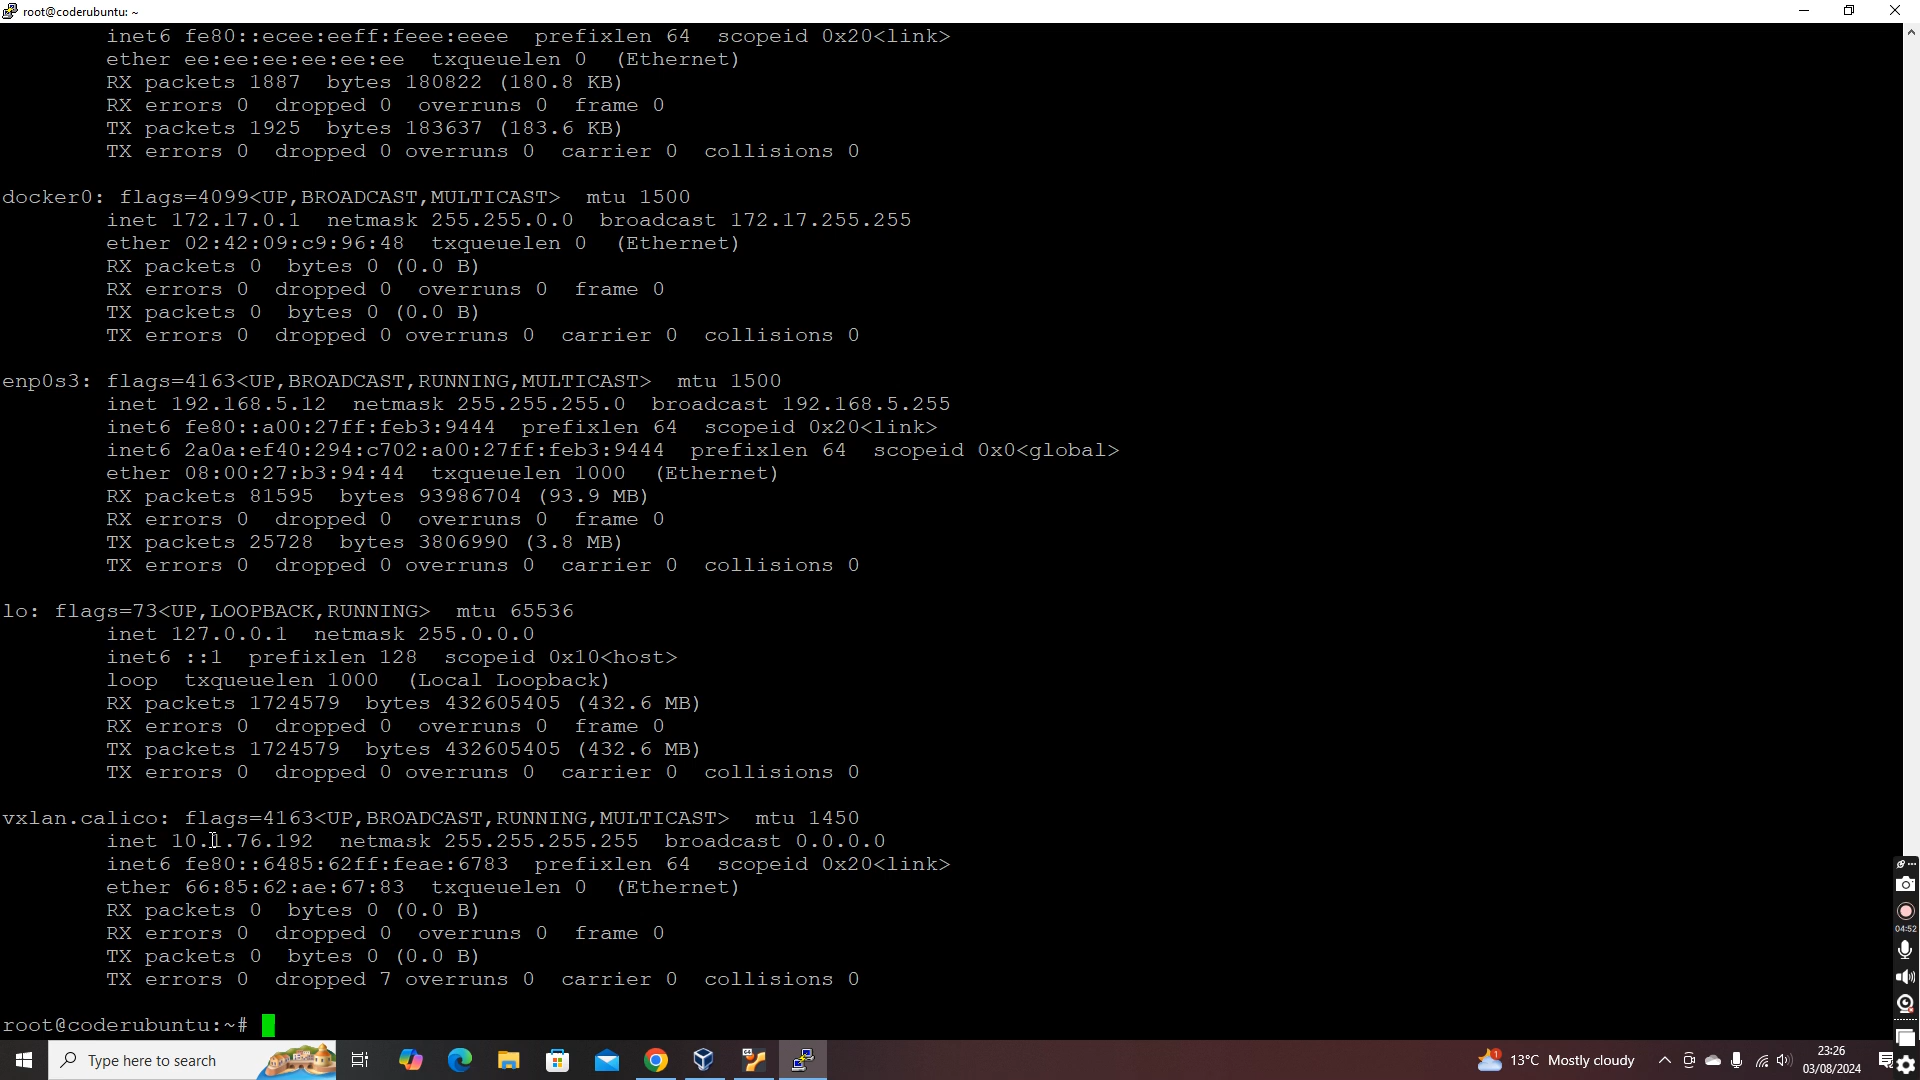 root@coderubuntu: ~
inet6 fe80::ecee:eeff:feee:eeee  prefixlen 64  scopeid 0x20<link>
ether ee:ee:ee:ee:ee:ee  txqueuelen 0  (Ethernet)
RX packets 1887  bytes 180822 (180.8 KB)
RX errors 0  dropped 0  overruns 0  frame 0
TX packets 1925  bytes 183637 (183.6 KB)
TX errors 0  dropped 0 overruns 0  carrier 0  collisions 0
docker0: flags=4099<UP,BROADCAST,MULTICAST>  mtu 1500
inet 172.17.0.1  netmask 255.255.0.0  broadcast 172.17.255.255
ether 02:42:09:c9:96:48  txqueuelen 0  (Ethernet)
RX packets 0  bytes 0 (0.0 B)
RX errors 0  dropped 0  overruns 0  frame 0
TX packets 0  bytes 0 (0.0 B)
TX errors 0  dropped 0 overruns 0  carrier 0  collisions 0
enp0s3: flags=4163<UP,BROADCAST,RUNNING,MULTICAST>  mtu 1500
inet 192.168.5.12  netmask 255.255.255.0  broadcast 192.168.5.255
inet6 fe80::a00:27ff:feb3:9444  prefixlen 64  scopeid 0x20<link>
inet6 2a0a:ef40:294:c702:a00:27ff:feb3:9444  prefixlen 64  scopeid 0x0<global>
ether 08:00:27:b3:94:44  txqueuelen 1000  (Ethernet)
RX packets 81595  bytes 93986704 (93.9 MB)
RX errors 0  dropped 0  overruns 0  frame 0
TX packets 25728  bytes 3806990 (3.8 MB)
TX errors 0  dropped 0 overruns 0  carrier 0  collisions 0
lo: flags=73<UP,LOOPBACK,RUNNING>  mtu 65536
inet 127.0.0.1  netmask 255.0.0.0
inet6 ::1  prefixlen 128  scopeid 0x10<host>
loop  txqueuelen 1000  (Local Loopback)
RX packets 1724579  bytes 432605405 (432.6 MB)
RX errors 0  dropped 0  overruns 0  frame 0
TX packets 1724579  bytes 432605405 (432.6 MB)
TX errors 0  dropped 0 overruns 0  carrier 0  collisions 0
vxlan.calico: flags=4163<UP,BROADCAST,RUNNING,MULTICAST>  mtu 1450
inet 10.1.76.192  netmask 255.255.255.255  broadcast 0.0.0.0
inet6 fe80::6485:62ff:feae:6783  prefixlen 64  scopeid 0x20<link>
ether 66:85:62:ae:67:83  txqueuelen 0  (Ethernet)
RX packets 0  bytes 0 (0.0 B)
RX errors 0  dropped 0  overruns 0  frame 0
04:52
TX packets 0  bytes 0 (0.0 B)
TX errors 0  dropped 7 overruns 0  carrier 0  collisions 0
root@coderubuntu:~#
Type here to search
1
13°C  Mostly cloudy
23:26
03/08/2024